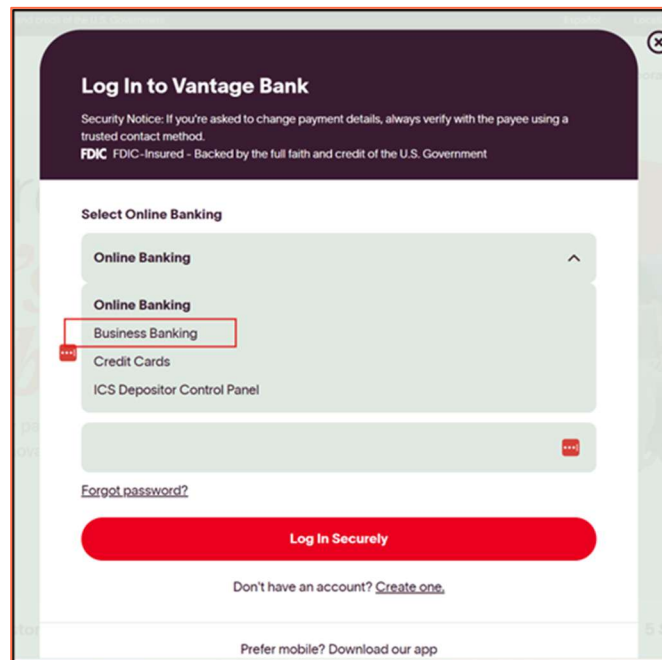 Log In to Vantage Bank
Security Notice: If you're asked to change payment details, always verify with the payee using a
trusted contact method.
FDIC FDIC-Insured - Backed by the full faith and credit of the U.S. Government
Select Online Banking
Online Banking
Online Banking
Business Banking
Credit Cards
ICS Depositor Control Panel
Forgot password?
Log In Securely
Don't have an account? Create one.
Prefer mobile? Download our app